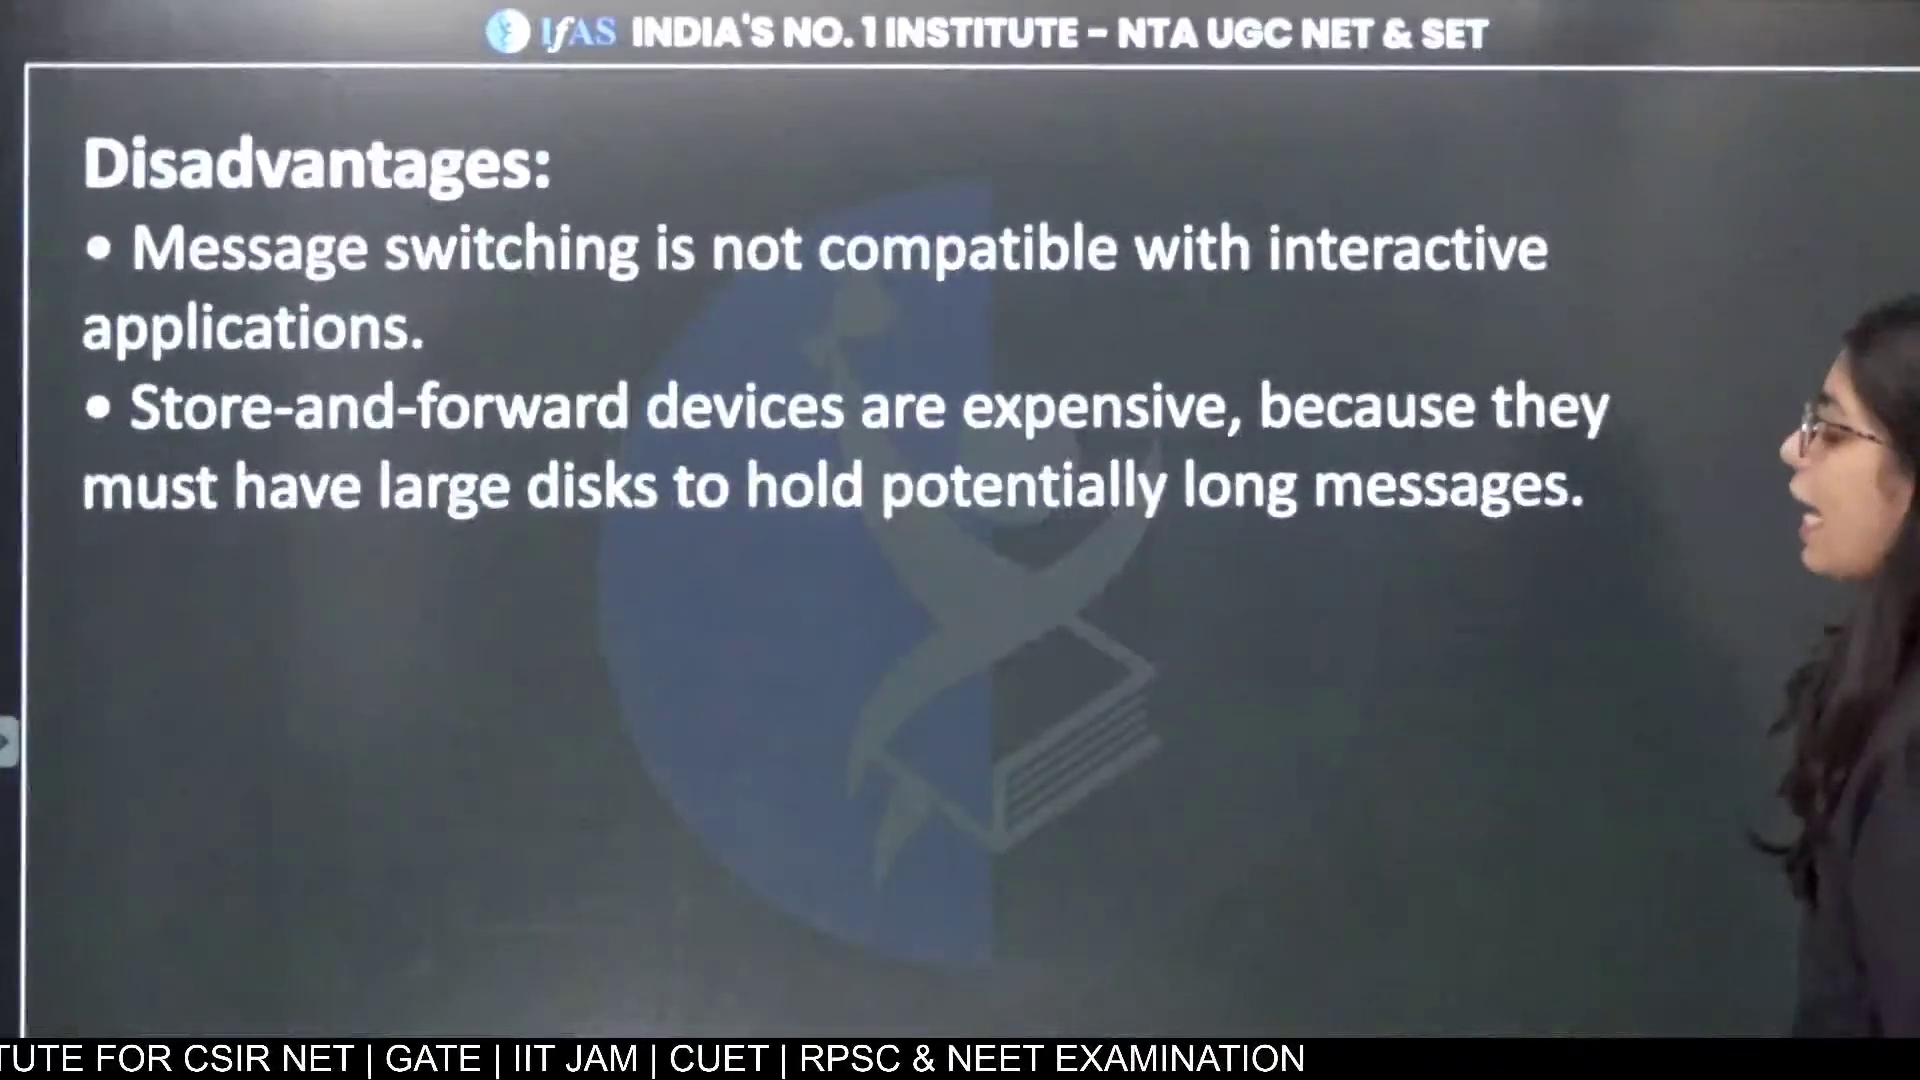 IfAS INDIA'S NO. 1 INSTITUTE - NTA UGC NET & SET
Disadvantages:
• Message switching is not compatible with interactive
applications.
• Store-and-forward devices are expensive, because they
must have large disks to hold potentially long messages.
TUTE FOR CSIR NET | GATE | IIT JAM | CUET | RPSC & NEET EXAMINATION